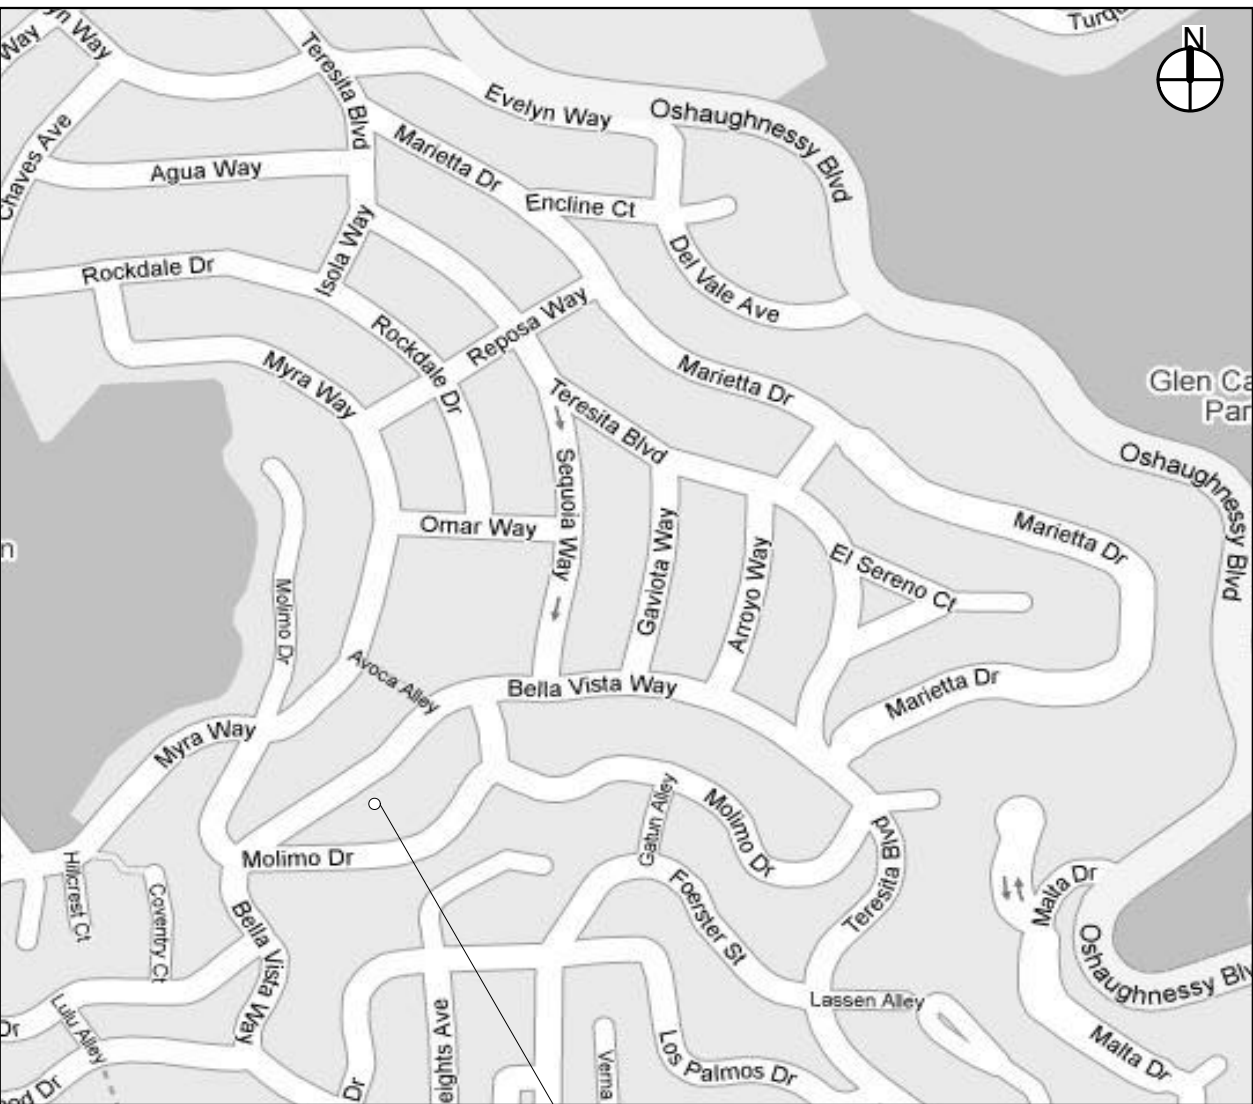 Way
yn Way
Turqu
N
Teresita Blvd
Evelyn Way
Oshaughnessy Blvd
Chaves Ave
Agua Way
Marietta Dr
Encline Ct
Isola Way
Rockdale Dr
Del Vale Ave
Reposa Way
Rockdale Dr
Myra Way
Marietta Dr
Glen Ca
Par
Teresita Blvd
Oshaughnessy Blvd
Sequoia Way
Omar Way
Gaviota Way
Arroyo Way
Marietta Dr
El Sereno Ct
n
Molimo Dr
Avoca Alley
Bella Vista Way
Marietta Dr
Myra Way
Gatun Alley
Molimo Dr
Teresita Blvd
Molimo Dr
Hillcrest Ct
Coventry Ct
Foerster St
Malta Dr
Bella Vista Way
Oshaughnessy Blv
Lassen Alley
Dr
Lulu Alley
eights Ave
Los Palmos Dr
Verna
Malta Dr
ood Dr
Dr